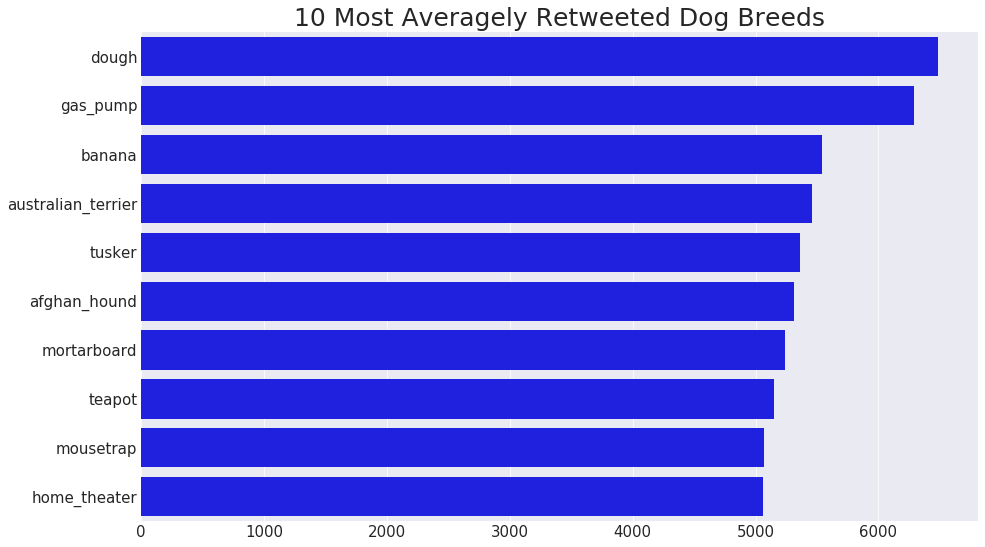 10 Most Averagely Retweeted Dog Breeds
dough
gas_pump
banana
australian_terrier
tusker
afghan_hound
mortarboard
teapot
mousetrap
home_theater
0 1000 2000 3000 4000 5000 6000